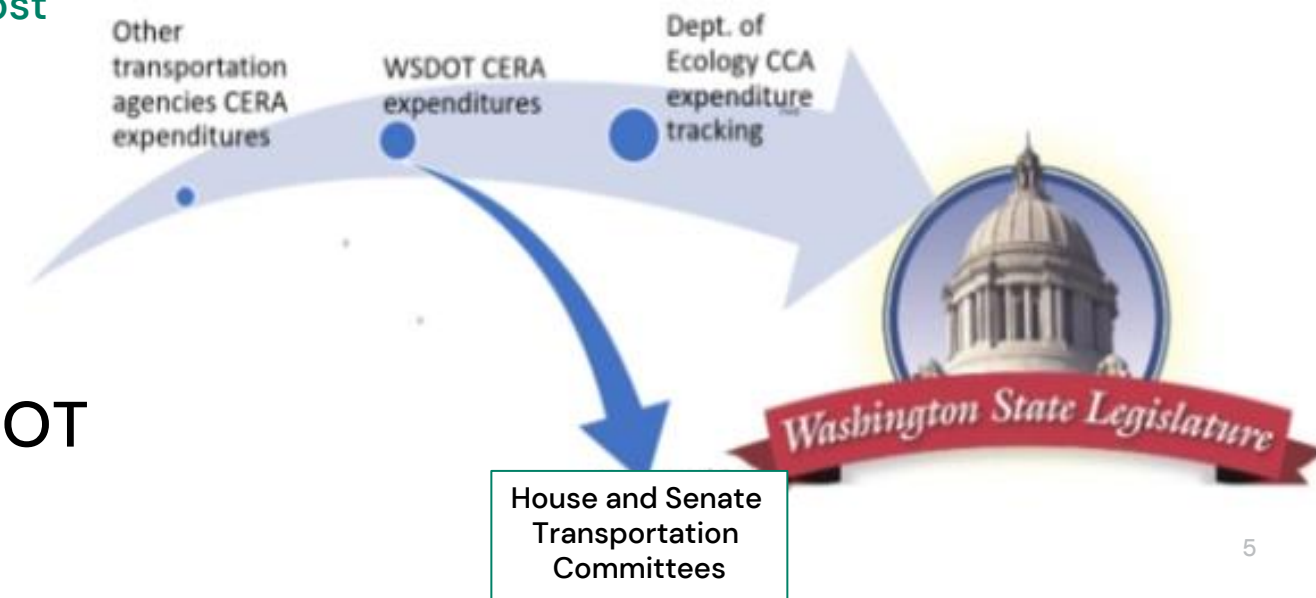 ost
Other
transportation
agencies CERA
expenditures
WSDOT CERA
expenditures
Dept. of
Ecology CCA
expenditure
tracking
Washington State Legislature
OT
House and Senate
Transportation
Committees
5